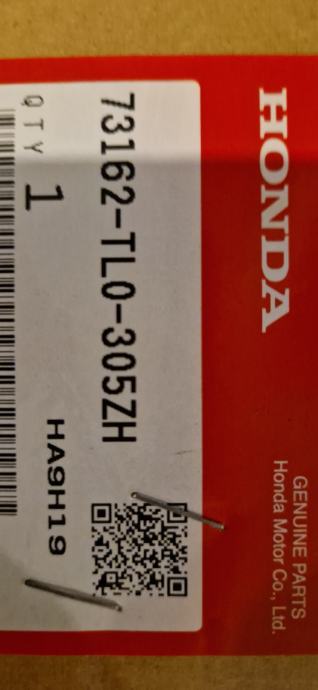 HONDA
GENUINE PARTS
Honda Motor Co., Ltd.
73162-TL0-305ZH
QTY 1
HA9H19